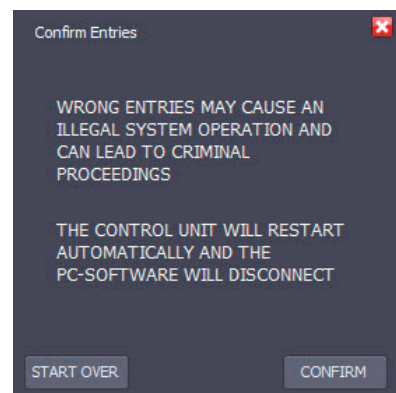 Confirm Entries
WRONG ENTRIES MAY CAUSE AN
ILLEGAL SYSTEM OPERATION AND
CAN LEAD TO CRIMINAL
PROCEEDINGS
THE CONTROL UNIT WILL RESTART
AUTOMATICALLY AND THE
PC-SOFTWARE WILL DISCONNECT
START OVER
CONFIRM